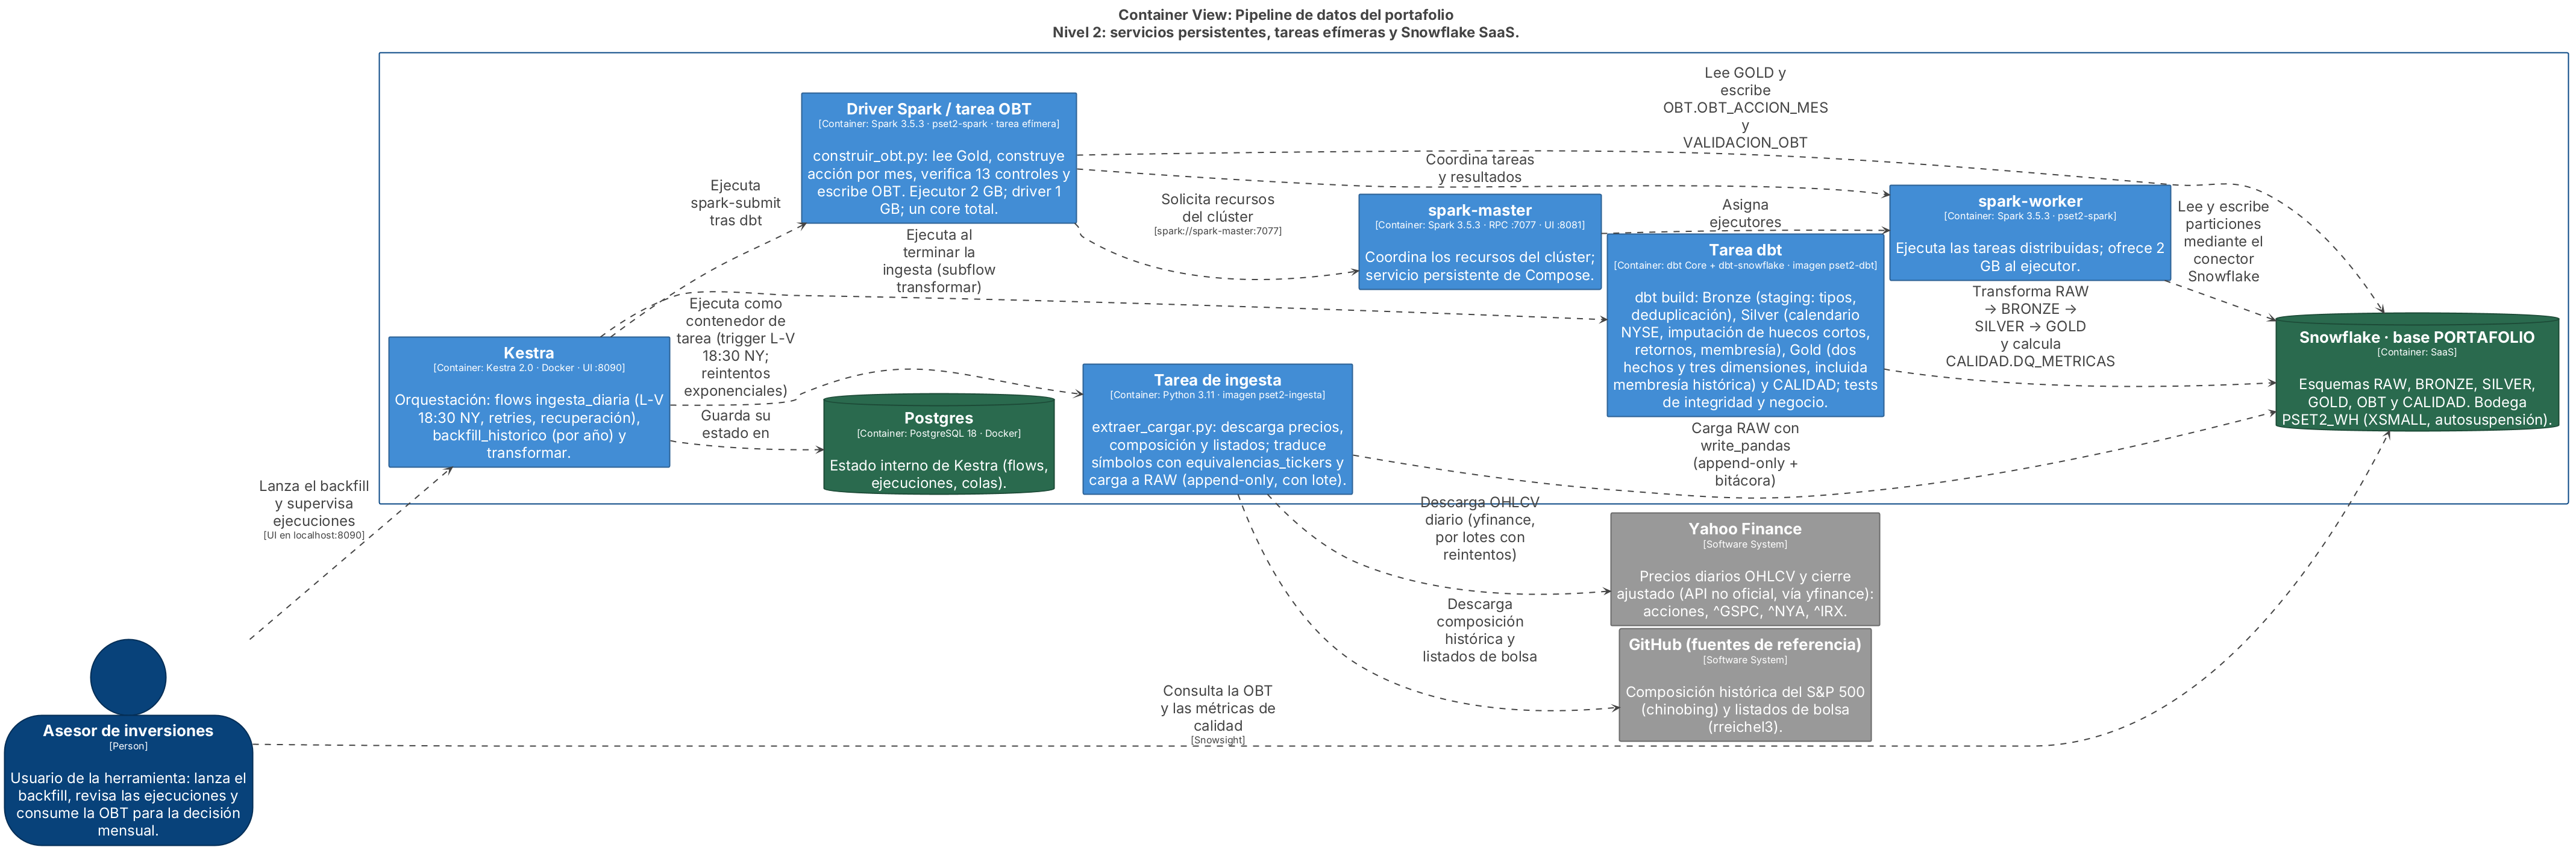 Container View: Pipeline de datos del portafolio
Nivel 2: servicios persistentes, tareas efímeras y Snowflake SaaS.
Lee GOLD y
escribe
OBT.OBT_ACCION_MES
y
VALIDACION_OBT
Driver Spark / tarea OBT
[Container: Spark 3.5.3 · pset2-spark · tarea efímera]
construir_obt.py: lee Gold, construye
acción por mes, verifica 13 controles y
escribe OBT. Ejecutor 2 GB; driver 1
GB; un core total.
Coordina tareas
y resultados
Ejecuta
spark-submit
tras dbt
Solicita recursos
del clúster
[spark://spark-master:7077]
spark-master
[Container: Spark 3.5.3 · RPC :7077 · UI :8081]
Coordina los recursos del clúster;
servicio persistente de Compose.
Asigna
ejecutores
spark-worker
[Container: Spark 3.5.3 · pset2-spark]
Ejecuta las tareas distribuidas; ofrece 2
GB al ejecutor.
Lee y escribe
particiones
mediante el
conector
Snowflake
Ejecuta al
terminar la
ingesta (subflow
transformar)
Tarea dbt
[Container: dbt Core + dbt-snowflake · imagen pset2-dbt]
dbt build: Bronze (staging: tipos,
deduplicación), Silver (calendario
NYSE, imputación de huecos cortos,
retornos, membresía), Gold (dos
hechos y tres dimensiones, incluida
membresía histórica) y CALIDAD; tests
de integridad y negocio.
Transforma RAW
→ BRONZE →
SILVER → GOLD
y calcula
CALIDAD.DQ_METRICAS
Ejecuta como
contenedor de
tarea (trigger L-V
18:30 NY;
reintentos
exponenciales)
Kestra
[Container: Kestra 2.0 · Docker · UI :8090]
Orquestación: flows ingesta_diaria (L-V
18:30 NY, retries, recuperación),
backfill_historico (por año) y
transformar.
Snowflake · base PORTAFOLIO
[Container: SaaS]
Esquemas RAW, BRONZE, SILVER,
GOLD, OBT y CALIDAD. Bodega
PSET2_WH (XSMALL, autosuspensión).
Guarda su
estado en
Postgres
[Container: PostgreSQL 18 · Docker]
Estado interno de Kestra (flows,
ejecuciones, colas).
Tarea de ingesta
[Container: Python 3.11 · imagen pset2-ingesta]
extraer_cargar.py: descarga precios,
composición y listados; traduce
símbolos con equivalencias_tickers y
carga a RAW (append-only, con lote).
Carga RAW con
write_pandas
(append-only +
bitácora)
Lanza el backfill
y supervisa
ejecuciones
[UI en localhost:8090]
Descarga OHLCV
diario (yfinance,
por lotes con
reintentos)
Yahoo Finance
[Software System]
Precios diarios OHLCV y cierre
ajustado (API no oficial, vía yfinance):
acciones, ^GSPC, ^NYA, ^IRX.
Descarga
composición
histórica y
listados de bolsa
GitHub (fuentes de referencia)
[Software System]
Composición histórica del S&P 500
(chinobing) y listados de bolsa
(rreichel3).
Consulta la OBT
y las métricas de
calidad
[Snowsight]
Asesor de inversiones
[Person]
Usuario de la herramienta: lanza el
backfill, revisa las ejecuciones y
consume la OBT para la decisión
mensual.